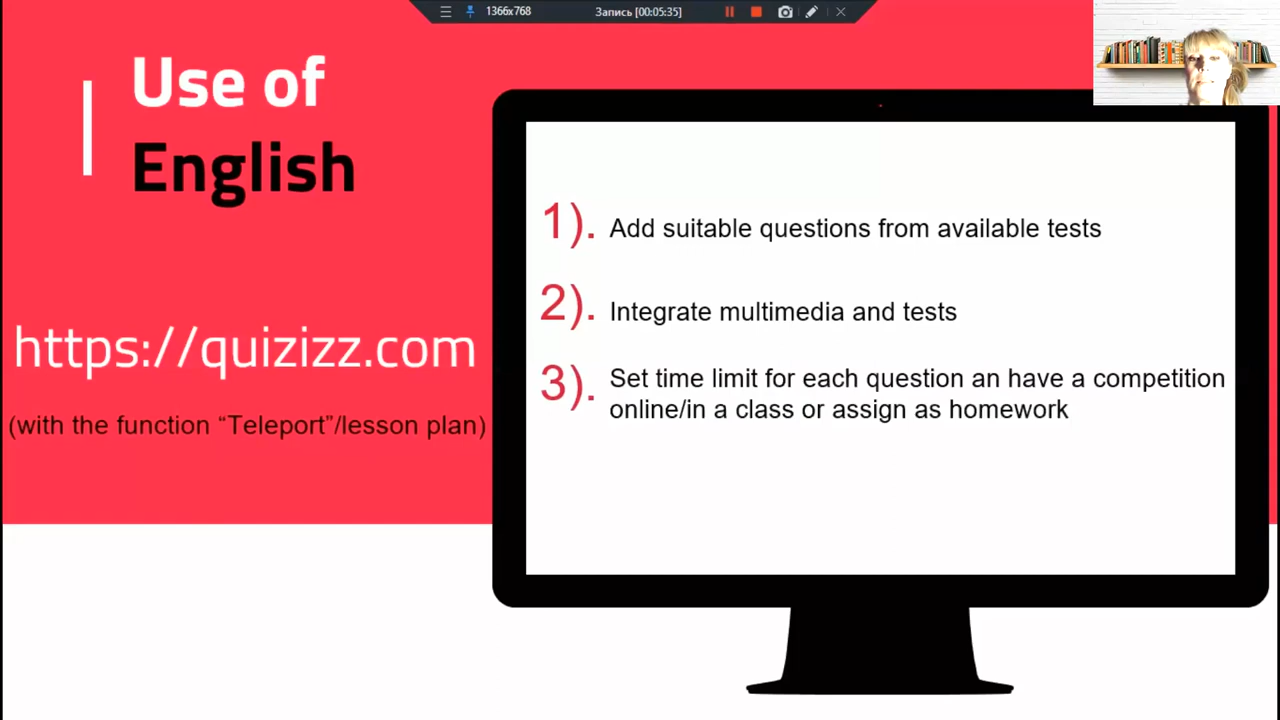 1366x768
Запись [00:05:35]
Use of
English
https://quizizz.com
(with the function “Teleport”/lesson plan)
1). Add suitable questions from available tests
2). Integrate multimedia and tests
3). Set time limit for each question an have a competition
online/in a class or assign as homework